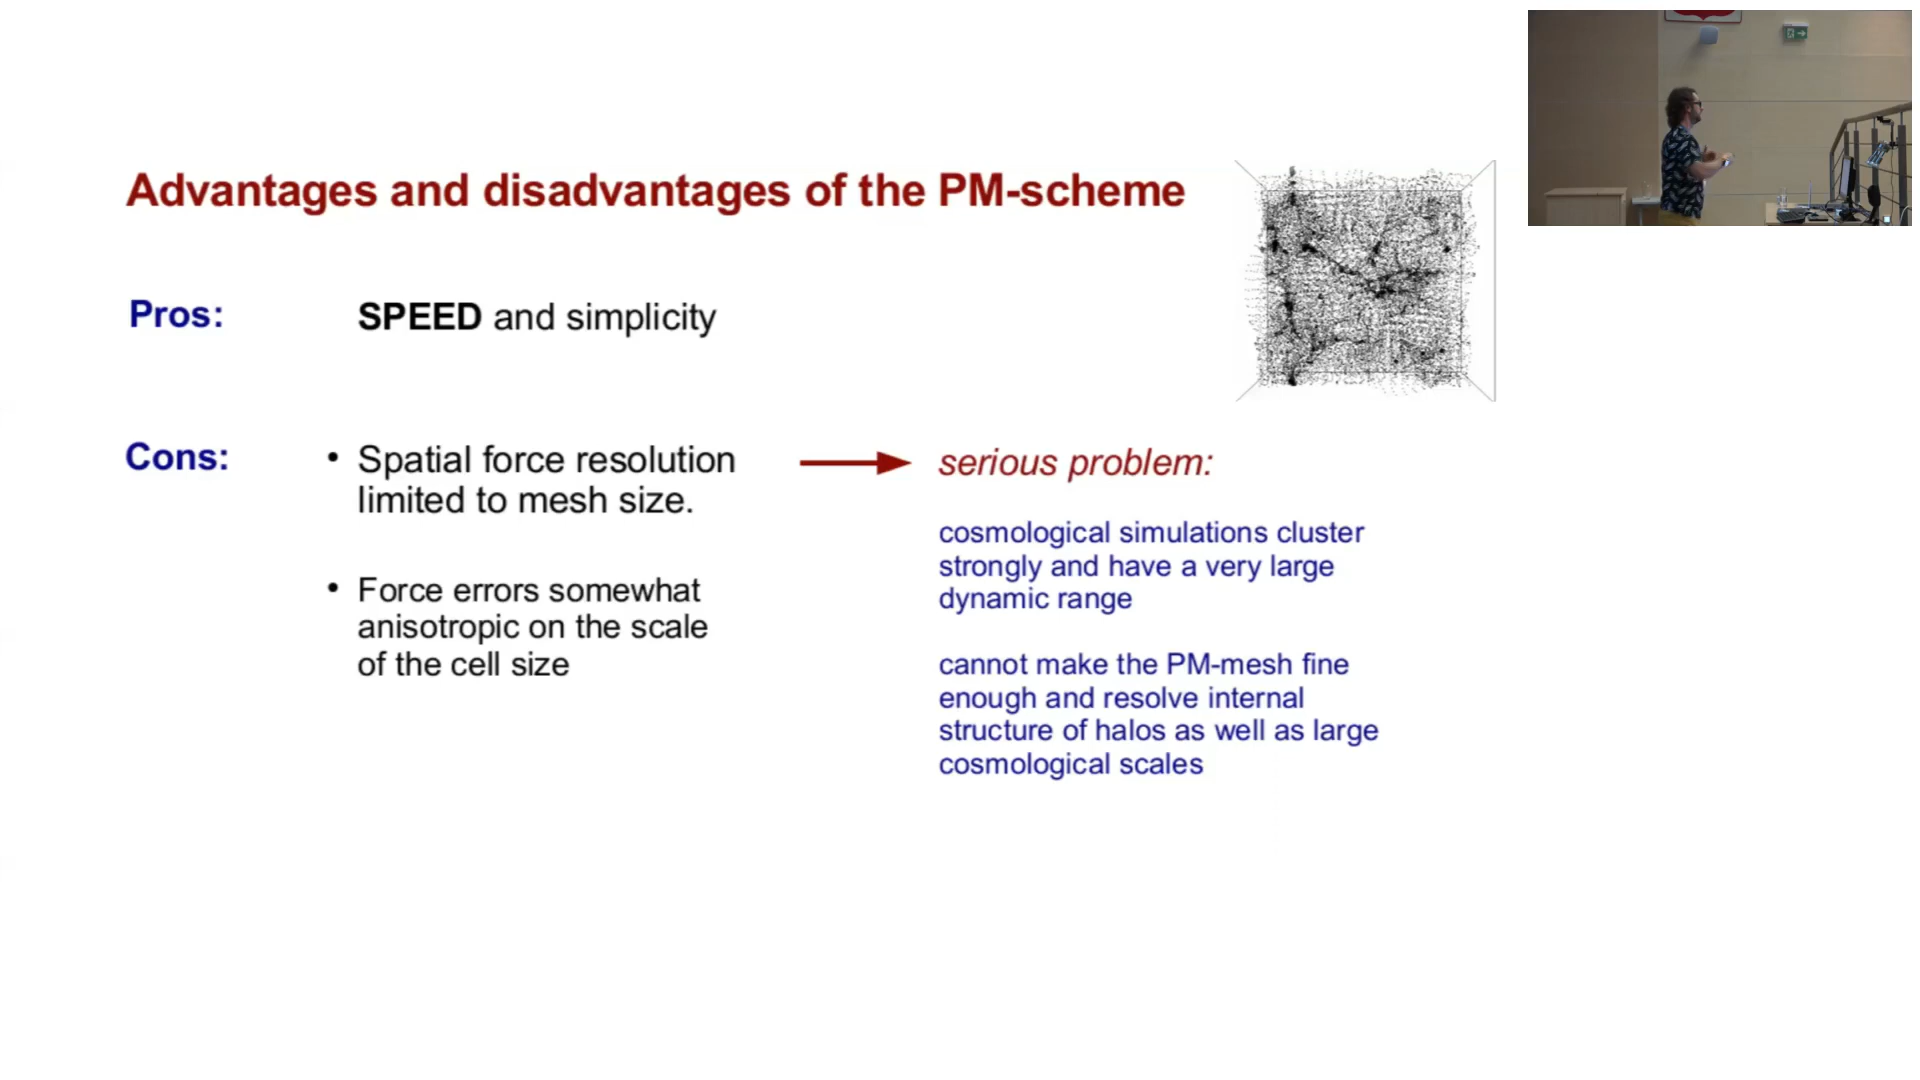 Advantages and disadvantages of the PM-scheme
Pros:
SPEED and simplicity
Cons:
• Spatial force resolution
limited to mesh size.
• Force errors somewhat
anisotropic on the scale
of the cell size
serious problem:
cosmological simulations cluster
strongly and have a very large
dynamic range
cannot make the PM-mesh fine
enough and resolve internal
structure of halos as well as large
cosmological scales